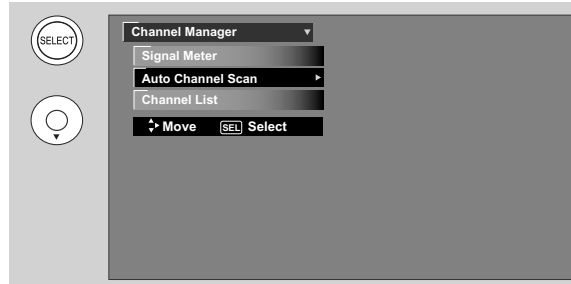 SELECT
Channel Manager
Signal Meter
Auto Channel Scan
Channel List
Move SEL Select